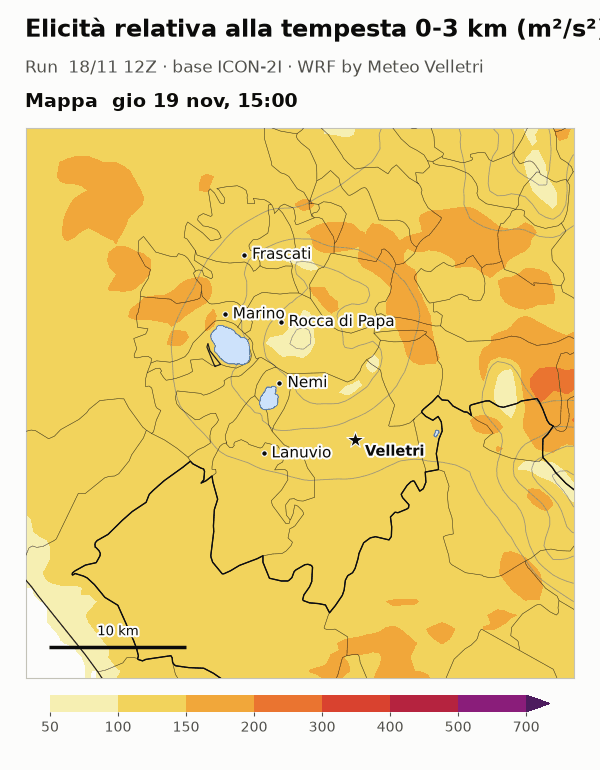 Elicità relativa alla tempesta 0-3 km (m²/s²)
Run  18/11 12Z · base ICON-2I · WRF by Meteo Velletri
Mappa  gio 19 nov, 15:00
Frascati
Marino
Rocca di Papa
Nemi
Velletri
Lanuvio
10 km
50 100 150 200 300 400 500 700